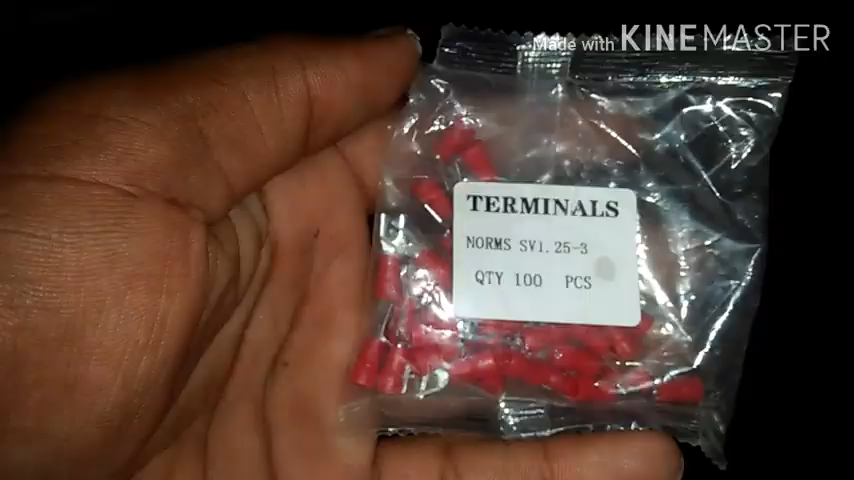 Made with KINEMASTER
TERMINALS
NORMS SV1.25-3
QTY 100 PCS